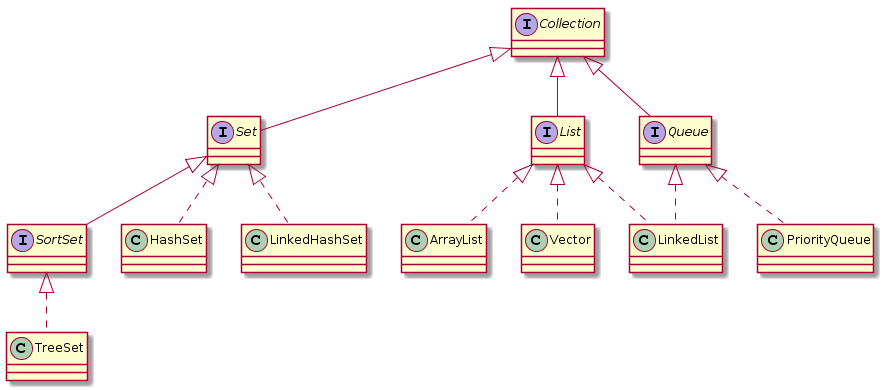 I Collection
I Set
I List
I Queue
I SortSet
C HashSet
C LinkedHashSet
C ArrayList
C Vector
C LinkedList
C PriorityQueue
C TreeSet